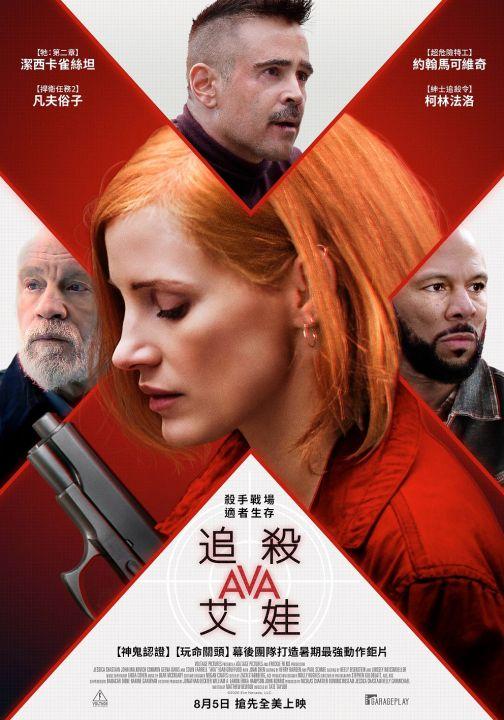 【牠:第二章】
潔西卡雀絲坦
【捍衛任務2】
凡夫俗子
【超危險特工】
約翰馬可維奇
【紳士追殺令】
柯林法洛
殺手戰場
適者生存
追殺
AVA
艾娃
【神鬼認證】【玩命關頭】幕後團隊打造暑期最強動作鉅片
8月5日 搶先全美上映
GARAGEPLAY